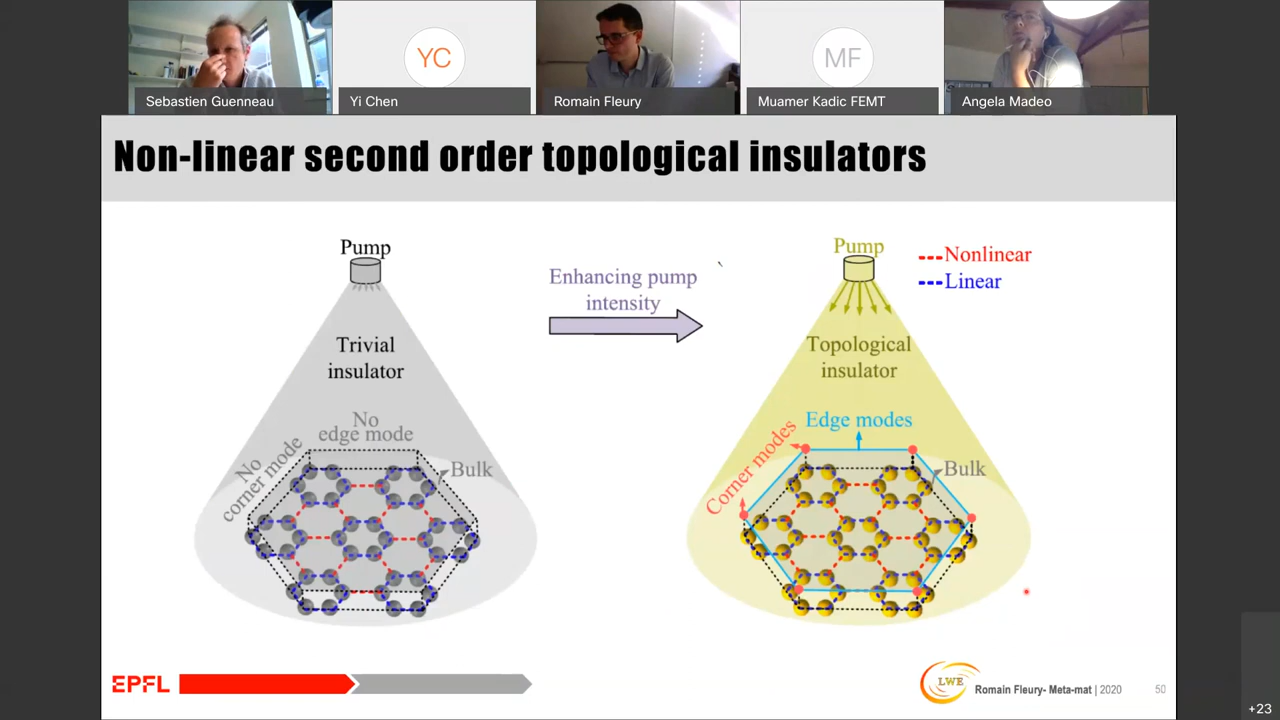 YC
MF
Sebastien Guenneau
Yi Chen
Romain Fleury
Muamer Kadic FEMT
Angela Madeo
Non-linear second order topological insulators
Pump
Trivial
insulator
No
edge mode
No
corner mode
Bulk
Enhancing pump
intensity
Pump
Nonlinear
Linear
Topological
insulator
Edge modes
Corner modes
Bulk
EPFL
LWE
Romain Fleury- Meta-mat | 2020
50
+23